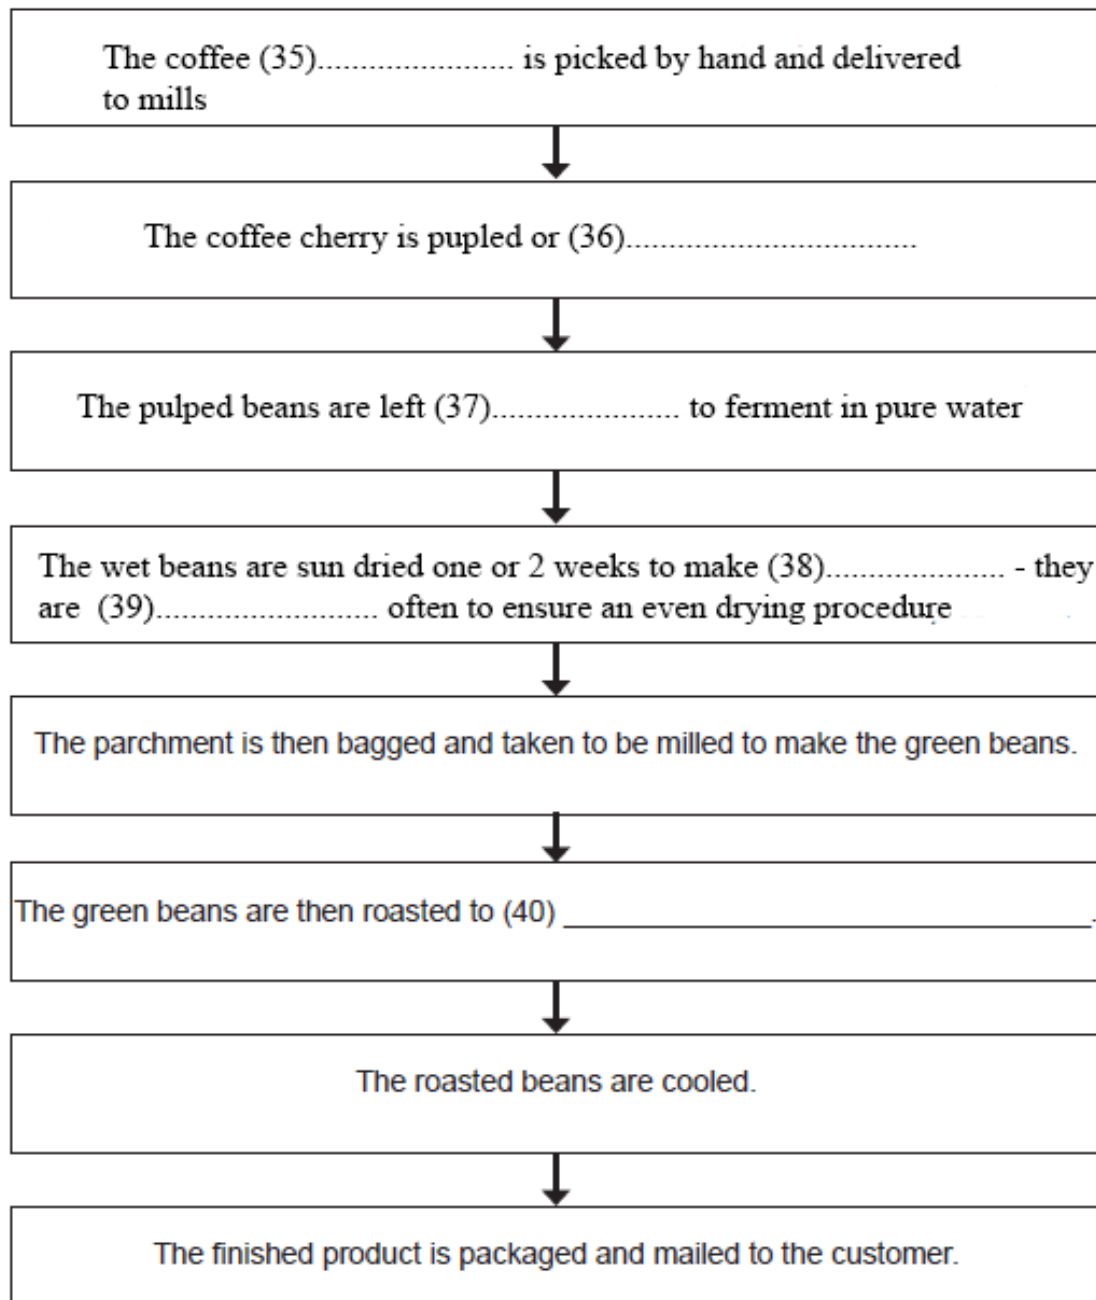 The coffee (35)....................... is picked by hand and delivered
to mills
The coffee cherry is pupled or (36)..................................
The pulped beans are left (37)...................... to ferment in pure water
The wet beans are sun dried one or 2 weeks to make (38)..................... - they
are (39).......................... often to ensure an even drying procedure
The parchment is then bagged and taken to be milled to make the green beans.
The green beans are then roasted to (40) ________________________________.
The roasted beans are cooled.
The finished product is packaged and mailed to the customer.